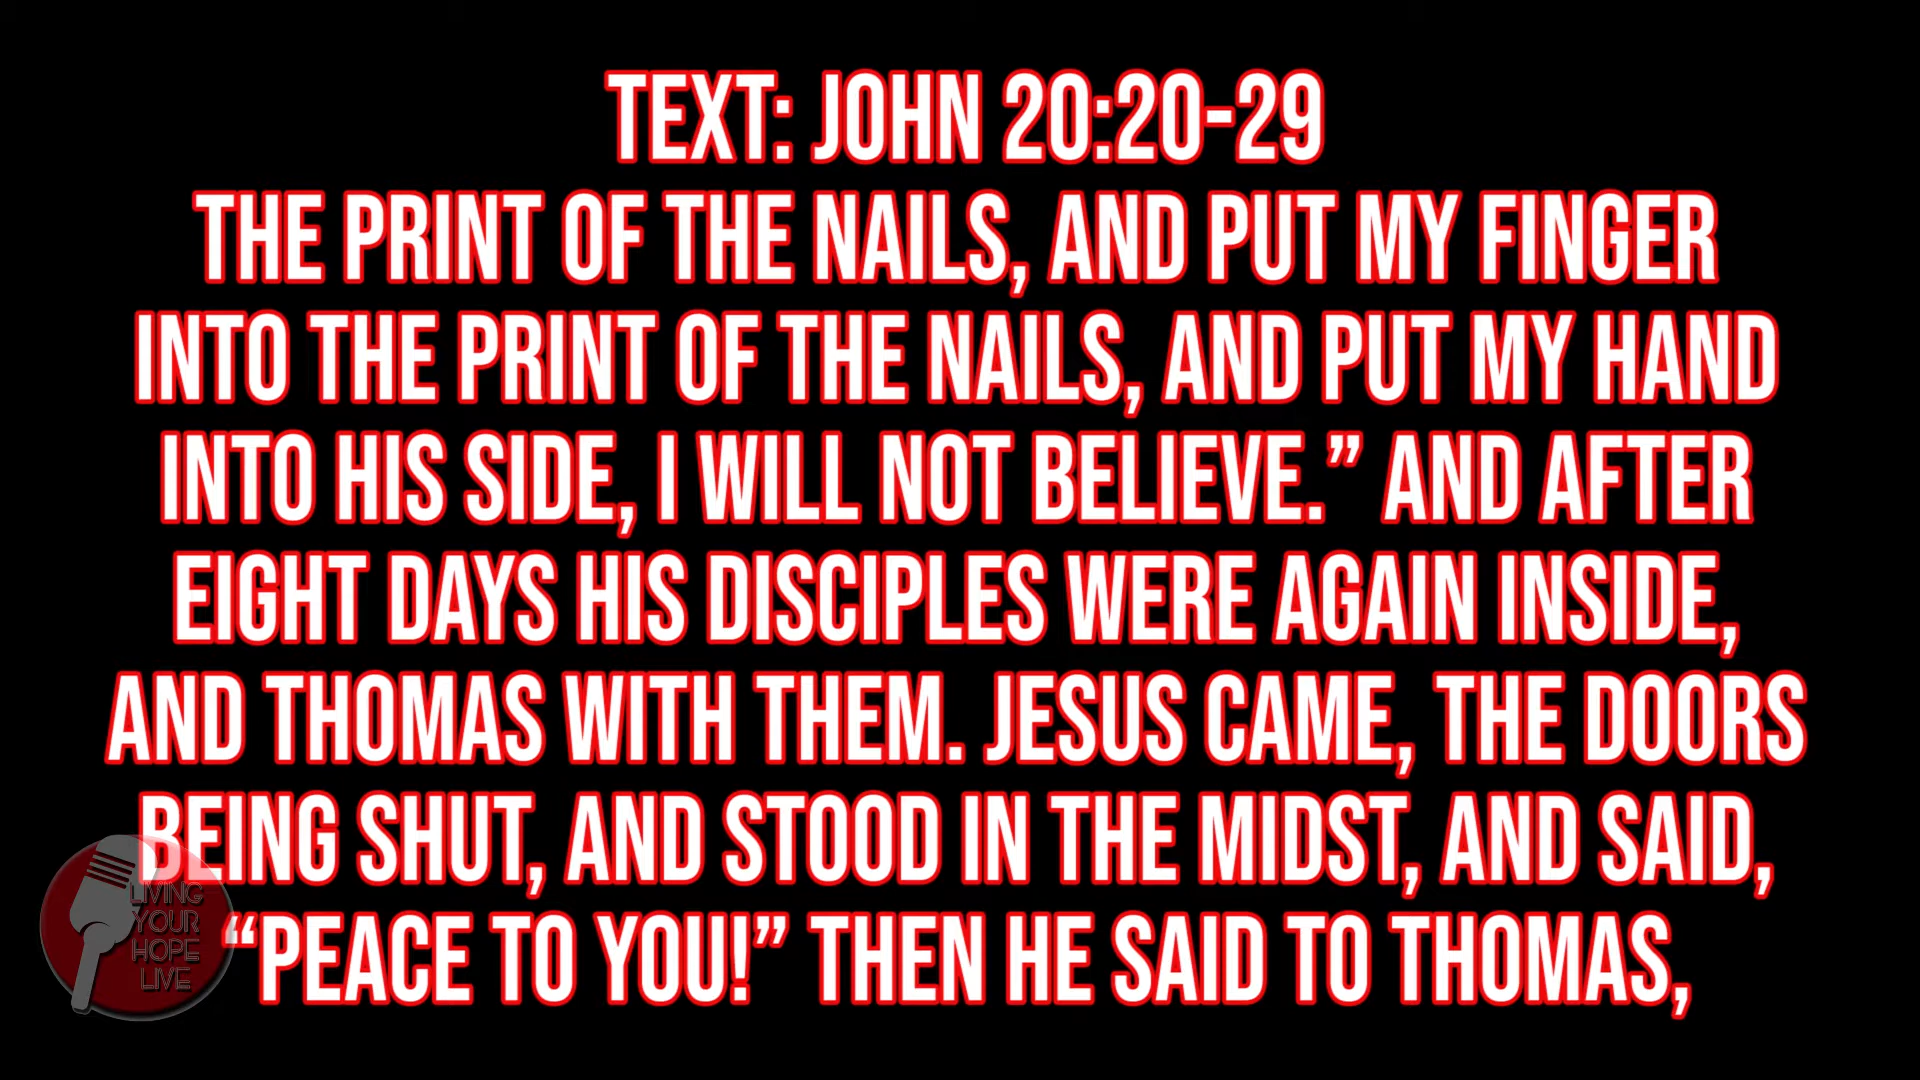 TEXT: JOHN 20:20-29
THE PRINT OF THE NAILS, AND PUT MY FINGER
INTO THE PRINT OF THE NAILS, AND PUT MY HAND
INTO HIS SIDE, I WILL NOT BELIEVE.” AND AFTER
EIGHT DAYS HIS DISCIPLES WERE AGAIN INSIDE,
AND THOMAS WITH THEM. JESUS CAME, THE DOORS
BEING SHUT, AND STOOD IN THE MIDST, AND SAID,
“PEACE TO YOU!” THEN HE SAID TO THOMAS,
LIVING
YOUR
HOPE
LIVE